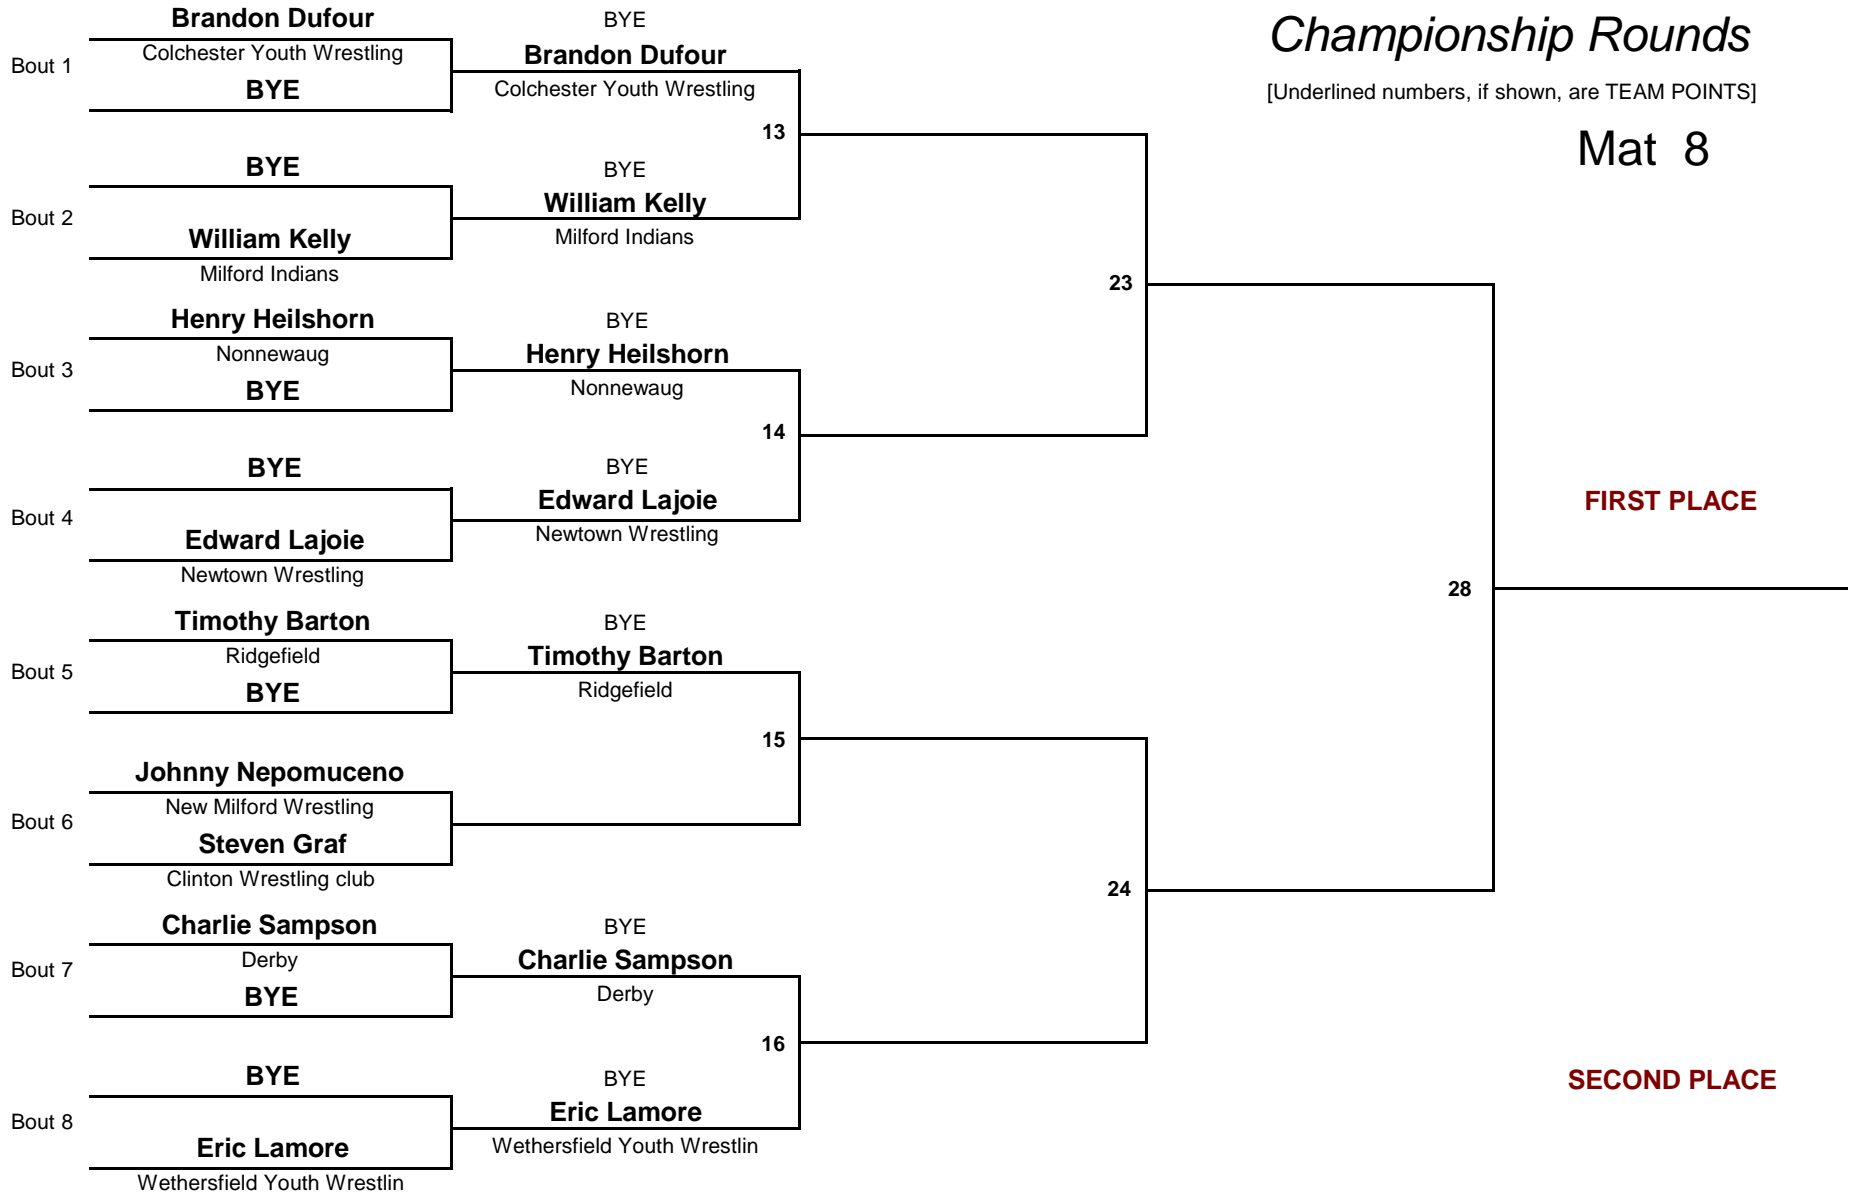 Championship Rounds
[Underlined numbers, if shown, are TEAM POINTS]
Mat 8
Bout 1
Brandon Dufour
Colchester Youth Wrestling
BYE
Bout 2
BYE
William Kelly
Milford Indians
Bout 3
Henry Heilshorn
Nonnewaug
BYE
Bout 4
BYE
Edward Lajoie
Newtown Wrestling
Bout 5
Timothy Barton
Ridgefield
BYE
Bout 6
Johnny Nepomuceno
New Milford Wrestling
Steven Graf
Clinton Wrestling club
Bout 7
Charlie Sampson
Derby
BYE
Bout 8
BYE
Eric Lamore
Wethersfield Youth Wrestlin
BYE
Brandon Dufour
Colchester Youth Wrestling
13
BYE
William Kelly
Milford Indians
BYE
Henry Heilshorn
Nonnewaug
14
BYE
Edward Lajoie
Newtown Wrestling
BYE
Timothy Barton
Ridgefield
15
BYE
Charlie Sampson
Derby
16
BYE
Eric Lamore
Wethersfield Youth Wrestlin
23
24
28
FIRST PLACE
SECOND PLACE